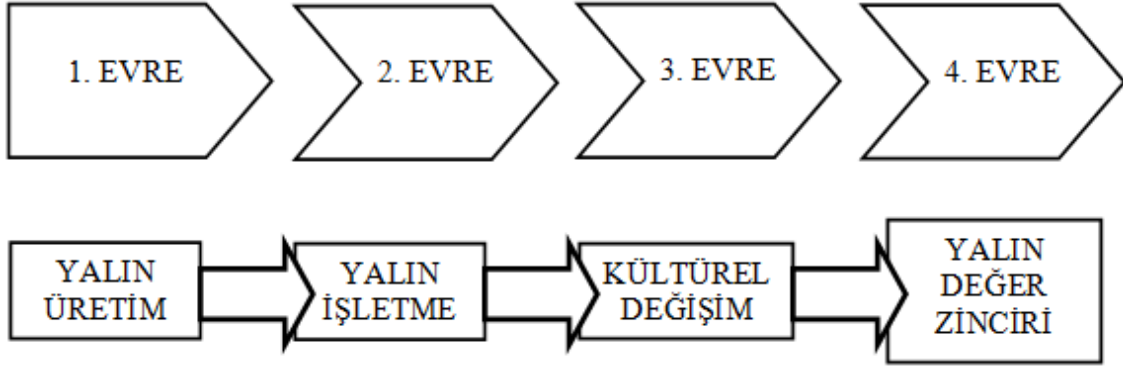 1. EVRE
2. EVRE
3. EVRE
4. EVRE
YALIN
ÜRETİM
YALIN
İŞLETME
KÜLTÜREL
DEĞİŞİM
YALIN
DEĞER
ZİNCİRİ